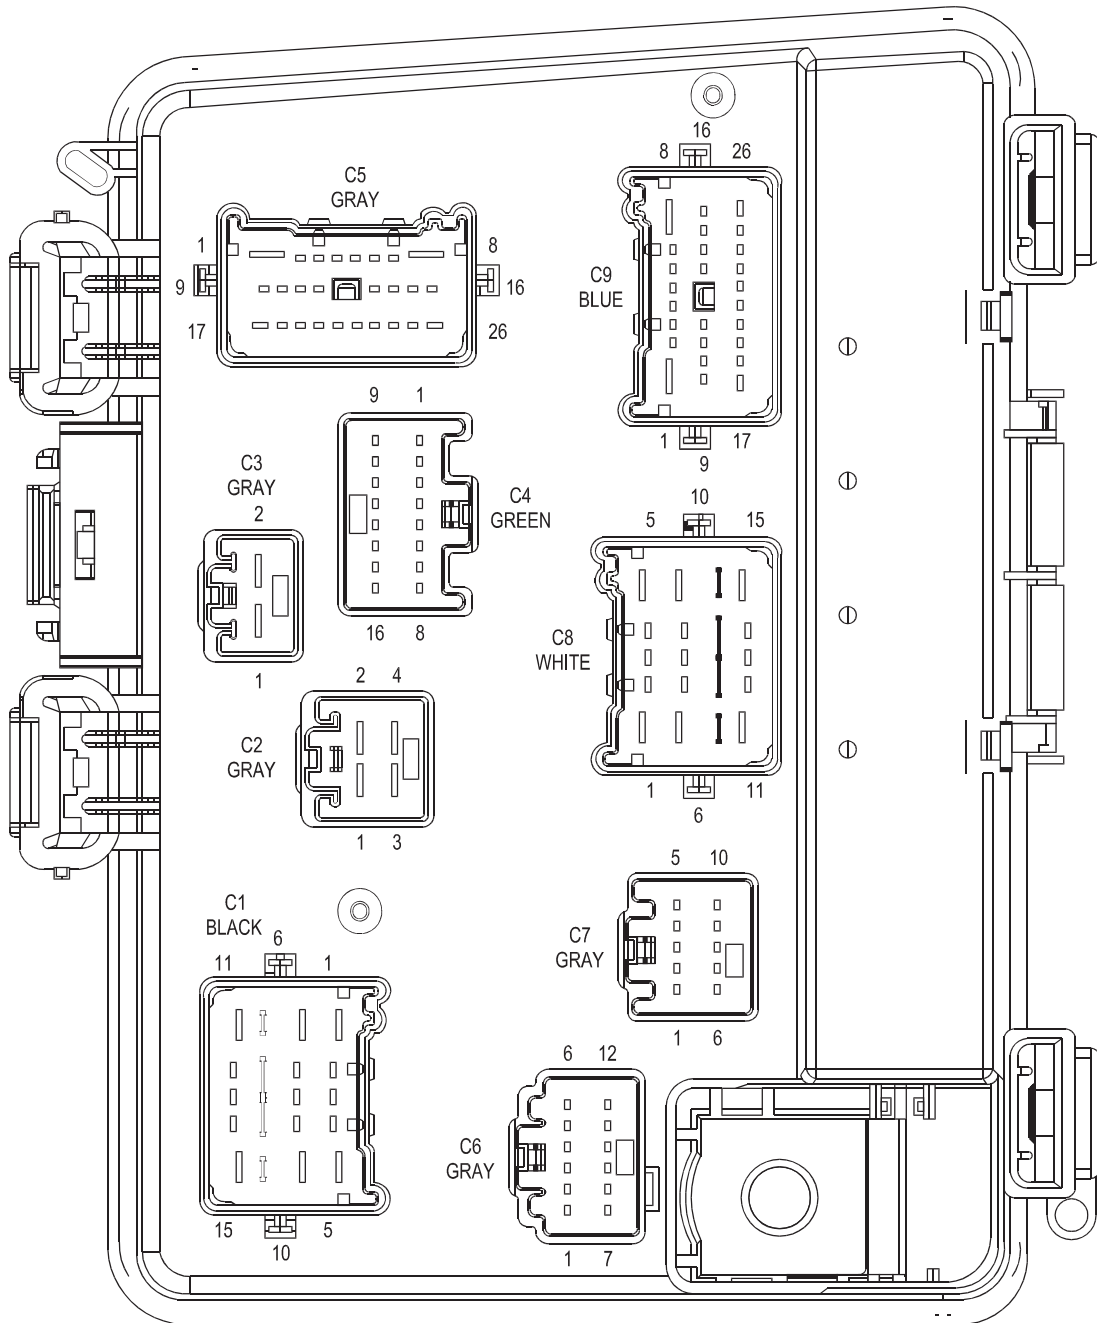 16
8 26
C5
GRAY
1 8
9 16
17 26
C9
BLUE
1 17
9
9 1
C3
GRAY
2
C4
GREEN
16 8
1
10
5 15
C8
WHITE
1 11
6
2 4
C2
GRAY
1 3
5 10
C7
GRAY
1 6
C1
BLACK
6
11 1
15 5
10
6 12
C6
GRAY
1 7